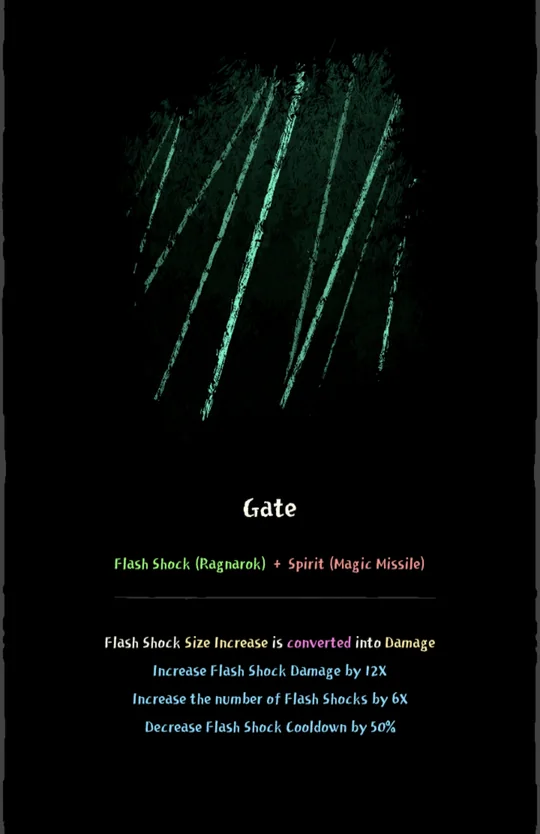 Gate
Flash Shock (Ragnarok) + Spirit (Magic Missile)
Flash Shock Size Increase is converted into Damage
Increase Flash Shock Damage by 12X
Increase the number of Flash Shocks by 6X
Decrease Flash Shock Cooldown by 50%